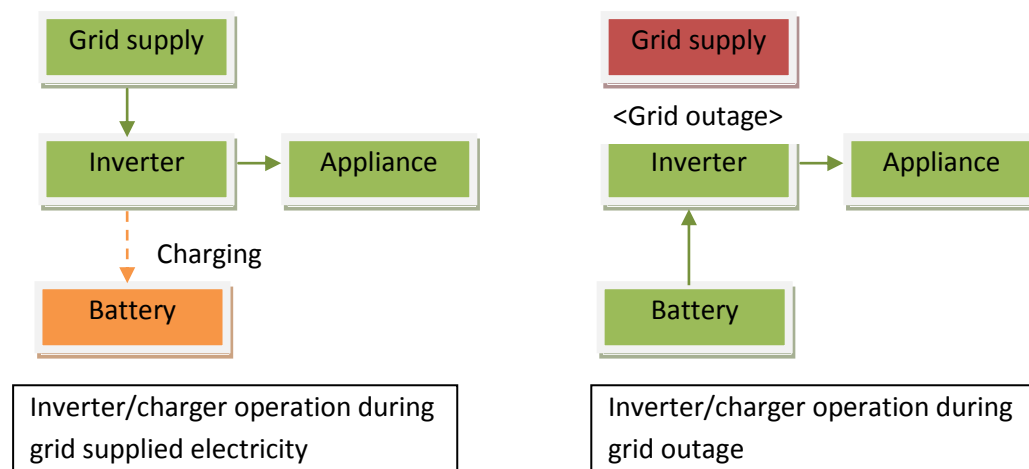 Grid supply
Inverter
Appliance
Charging
Battery
Inverter/charger operation during
grid supplied electricity
Grid supply
<Grid outage>
Inverter
Appliance
Battery
Inverter/charger operation during
grid outage